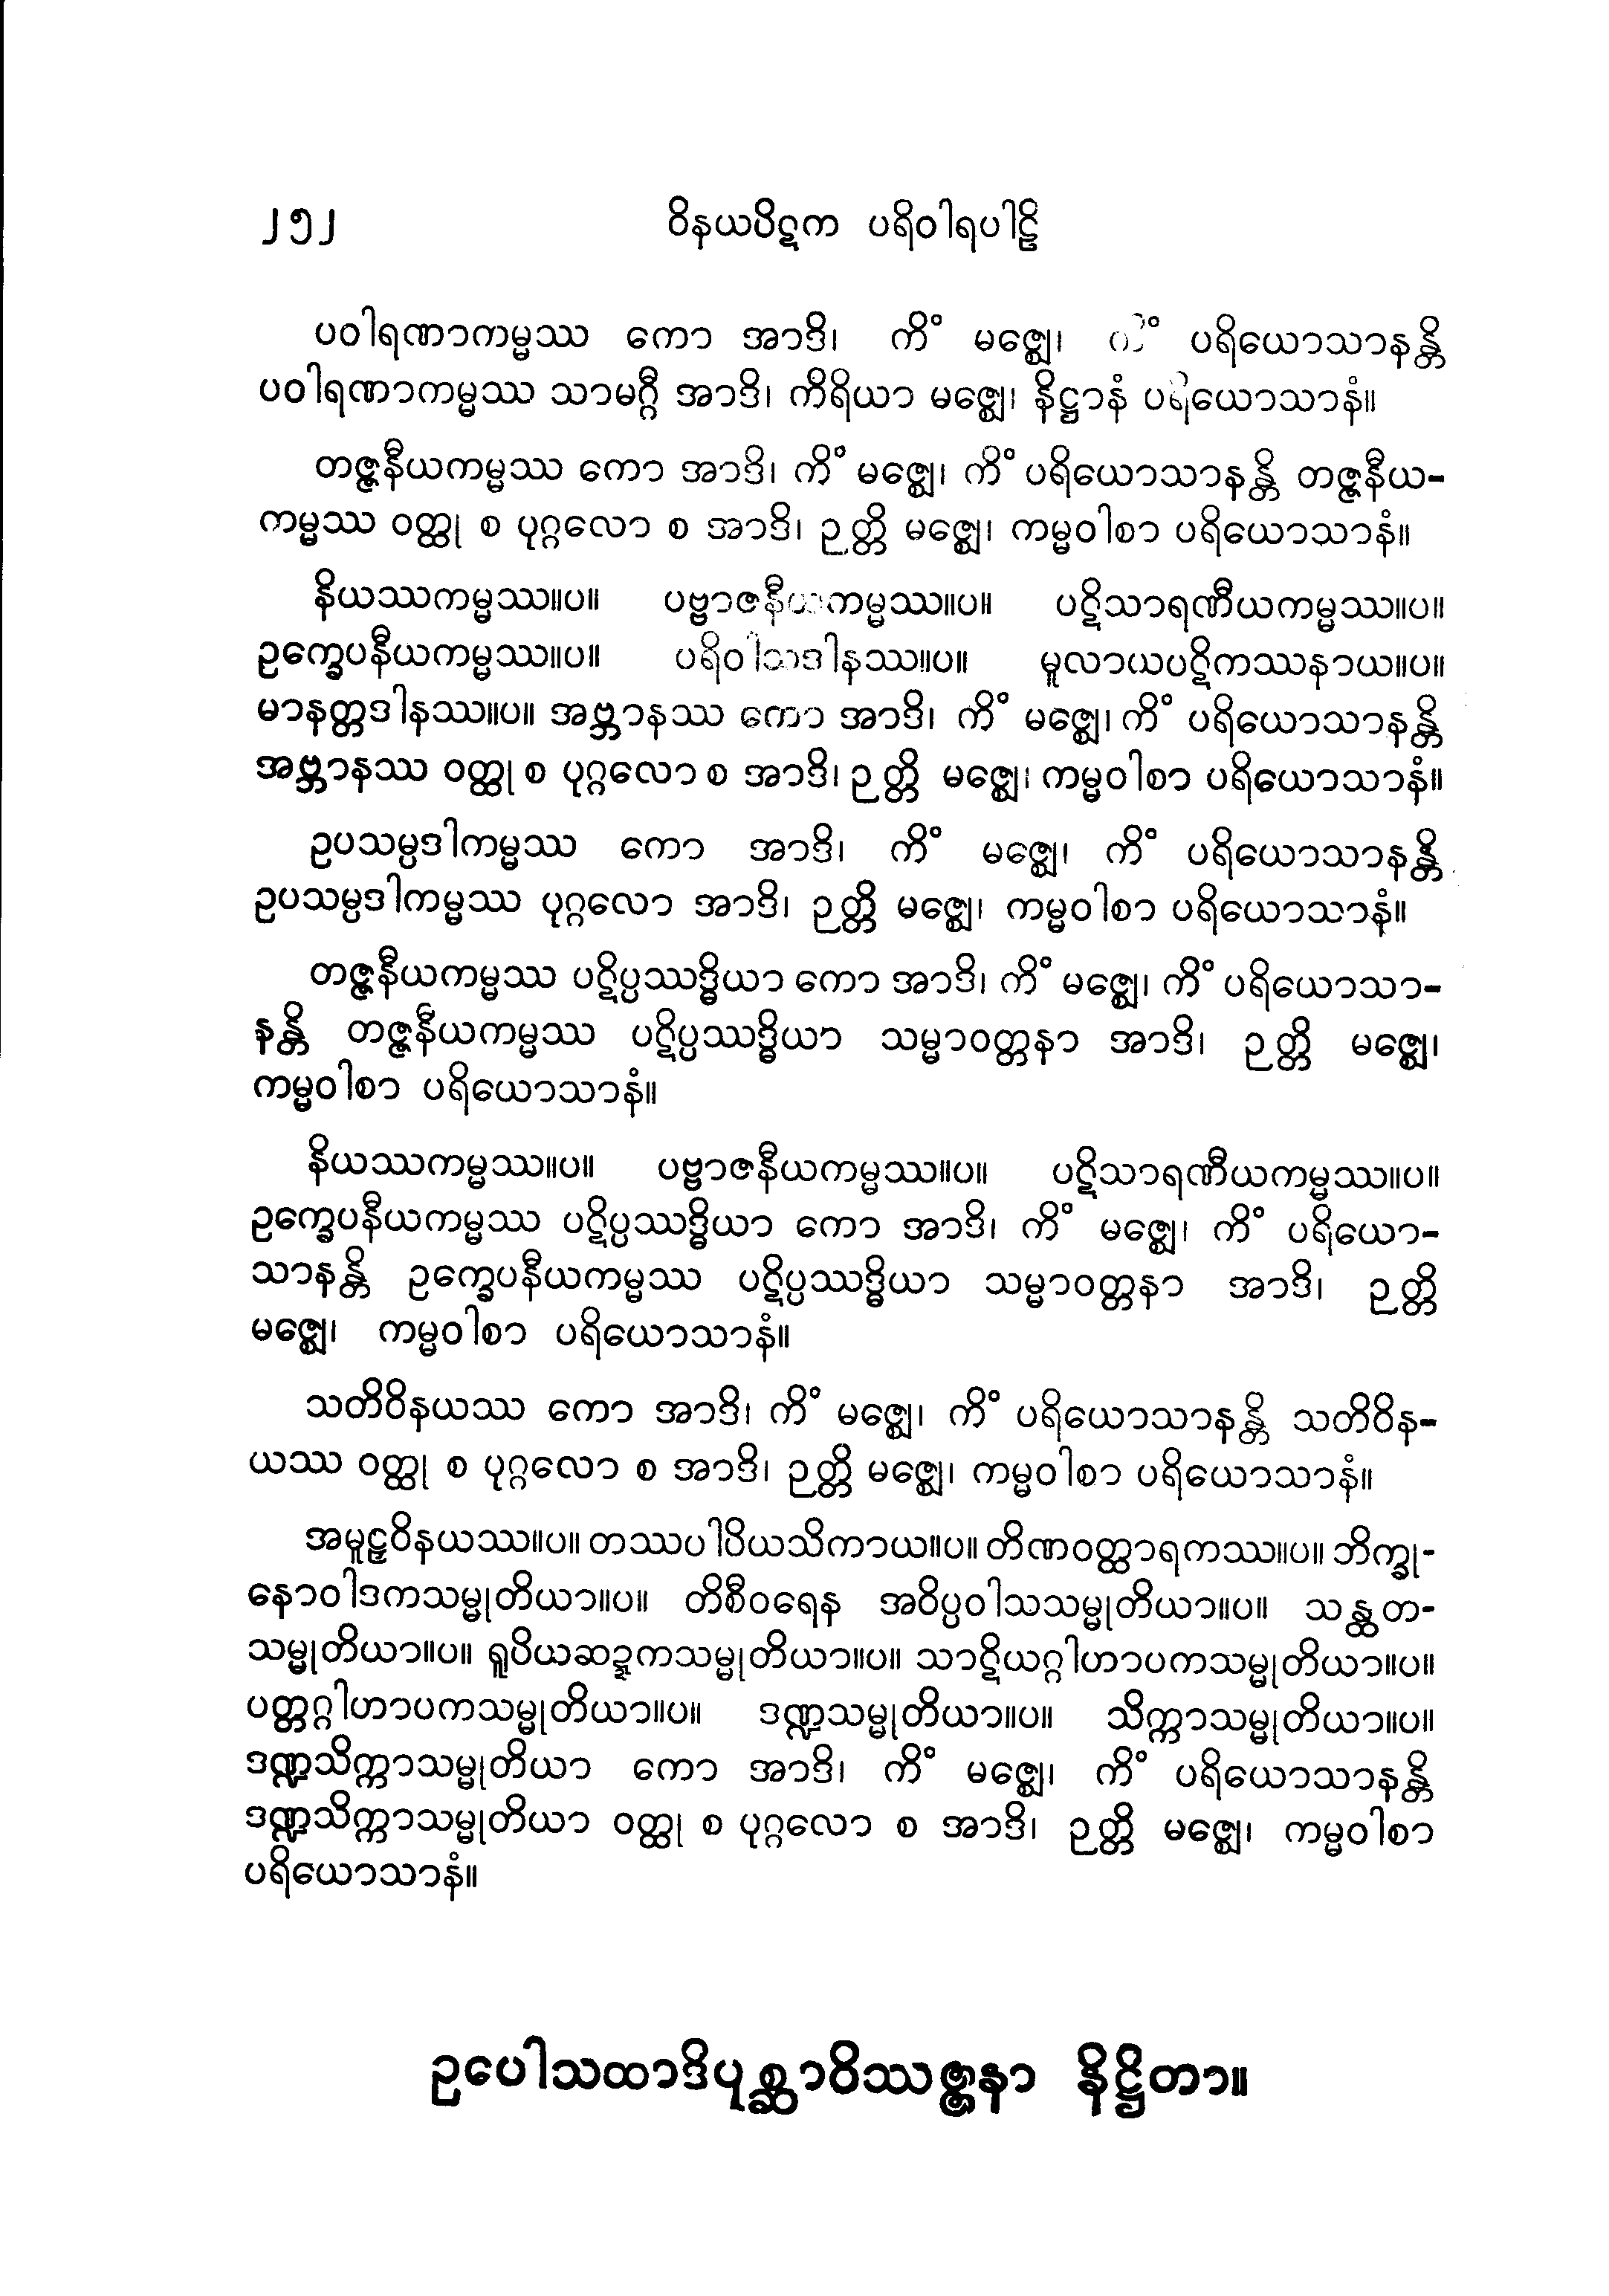 ၂၅၂ ဝိနယပိဋက ပရိဝါရပါဠိ
ပဝါရဏာကမ္မဿ ကော အာဒိ၊ ကိံ မဇ္ဈေ၊ ကိံ ပရိယောသာနန္တိ
ပဝါရဏာကမ္မဿ သာမဂ္ဂီ အာဒိ၊ ကိရိယာ မဇ္ဈေ၊ နိဋ္ဌာနံ ပရိယောသာနံ။
တဇ္ဇနီယကမ္မဿ ကော အာဒိ၊ ကိံ မဇ္ဈေ၊ ကိံ ပရိယောသာနန္တိ တဇ္ဇနီယ-
ကမ္မဿ ဝတ္ထု စ ပုဂ္ဂလော စ အာဒိ၊ ဉတ္တိ မဇ္ဈေ၊ ကမ္မဝါစာ ပရိယောသာနံ။
နိယဿကမ္မဿ။ပ။ ပဗ္ဗာဇနီယကမ္မဿ။ပ။ ပဋိသာရဏီယကမ္မဿ။ပ။
ဥက္ခေပနီယကမ္မဿ။ပ။ ပရိဝါသဒါနဿ။ပ။ မူလာယပဋိကဿနာယ။ပ။
မာနတ္တဒါနဿ။ပ။ အဗ္ဘာနဿ ကော အာဒိ၊ ကိံ မဇ္ဈေ၊ ကိံ ပရိယောသာနန္တိ
အဗ္ဘာနဿ ဝတ္ထု စ ပုဂ္ဂလော စ အာဒိ၊ ဉတ္တိ မဇ္ဈေ၊ ကမ္မဝါစာ ပရိယောသာနံ။
ဥပသမ္ပဒါကမ္မဿ ကော အာဒိ၊ ကိံ မဇ္ဈေ၊ ကိံ ပရိယောသာနန္တိ
ဥပသမ္ပဒါကမ္မဿ ပုဂ္ဂလော အာဒိ၊ ဉတ္တိ မဇ္ဈေ၊ ကမ္မဝါစာ ပရိယောသာနံ။
တဇ္ဇနီယကမ္မဿ ပဋိပ္ပဿဒ္ဓိယာ ကော အာဒိ၊ ကိံ မဇ္ဈေ၊ ကိံ ပရိယောသာ-
နန္တိ တဇ္ဇနီယကမ္မဿ ပဋိပ္ပဿဒ္ဓိယာ သမ္မာဝတ္တနာ အာဒိ၊ ဉတ္တိ မဇ္ဈေ၊
ကမ္မဝါစာ ပရိယောသာနံ။
နိယဿကမ္မဿ။ပ။ ပဗ္ဗာဇနီယကမ္မဿ။ပ။ ပဋိသာရဏီယကမ္မဿ။ပ။
ဥက္ခေပနီယကမ္မဿ ပဋိပ္ပဿဒ္ဓိယာ ကော အာဒိ၊ ကိံ မဇ္ဈေ၊ ကိံ ပရိယော-
သာနန္တိ ဥက္ခေပနီယကမ္မဿ ပဋိပ္ပဿဒ္ဓိယာ သမ္မာဝတ္တနာ အာဒိ၊ ဉတ္တိ
မဇ္ဈေ၊ ကမ္မဝါစာ ပရိယောသာနံ။
သတိဝိနယဿ ကော အာဒိ၊ ကိံ မဇ္ဈေ၊ ကိံ ပရိယောသာနန္တိ သတိဝိန-
ယဿ ဝတ္ထု စ ပုဂ္ဂလော စ အာဒိ၊ ဉတ္တိ မဇ္ဈေ၊ ကမ္မဝါစာ ပရိယောသာနံ။
အမူဠှဝိနယဿ။ပ။ တဿပါပိယသိကာယ။ပ။ တိဏဝတ္ထာရကဿ။ပ။ ဘိက္ခု-
နောဝါဒကသမ္မုတိယာ။ပ။ တိစီဝရေန အဝိပ္ပဝါသသမ္မုတိယာ။ပ။ သန္ထတ-
သမ္မုတိယာ။ပ။ ရူပိယဆဍ္ဍကသမ္မုတိယာ။ပ။ သာဋိယဂ္ဂါဟာပကသမ္မုတိယာ။ပ။
ပတ္တဂ္ဂါဟာပကသမ္မုတိယာ။ပ။ ဒဏ္ဍသမ္မုတိယာ။ပ။ သိက္ကာသမ္မုတိယာ။ပ။
ဒဏ္ဍသိက္ကာသမ္မုတိယာ ကော အာဒိ၊ ကိံ မဇ္ဈေ၊ ကိံ ပရိယောသာနန္တိ
ဒဏ္ဍသိက္ကာသမ္မုတိယာ ဝတ္ထု စ ပုဂ္ဂလော စ အာဒိ၊ ဉတ္တိ မဇ္ဈေ၊ ကမ္မဝါစာ
ပရိယောသာနံ။
ဥပေါသထာဒိပုစ္ဆာဝိဿဇ္ဇနာ နိဋ္ဌိတာ။